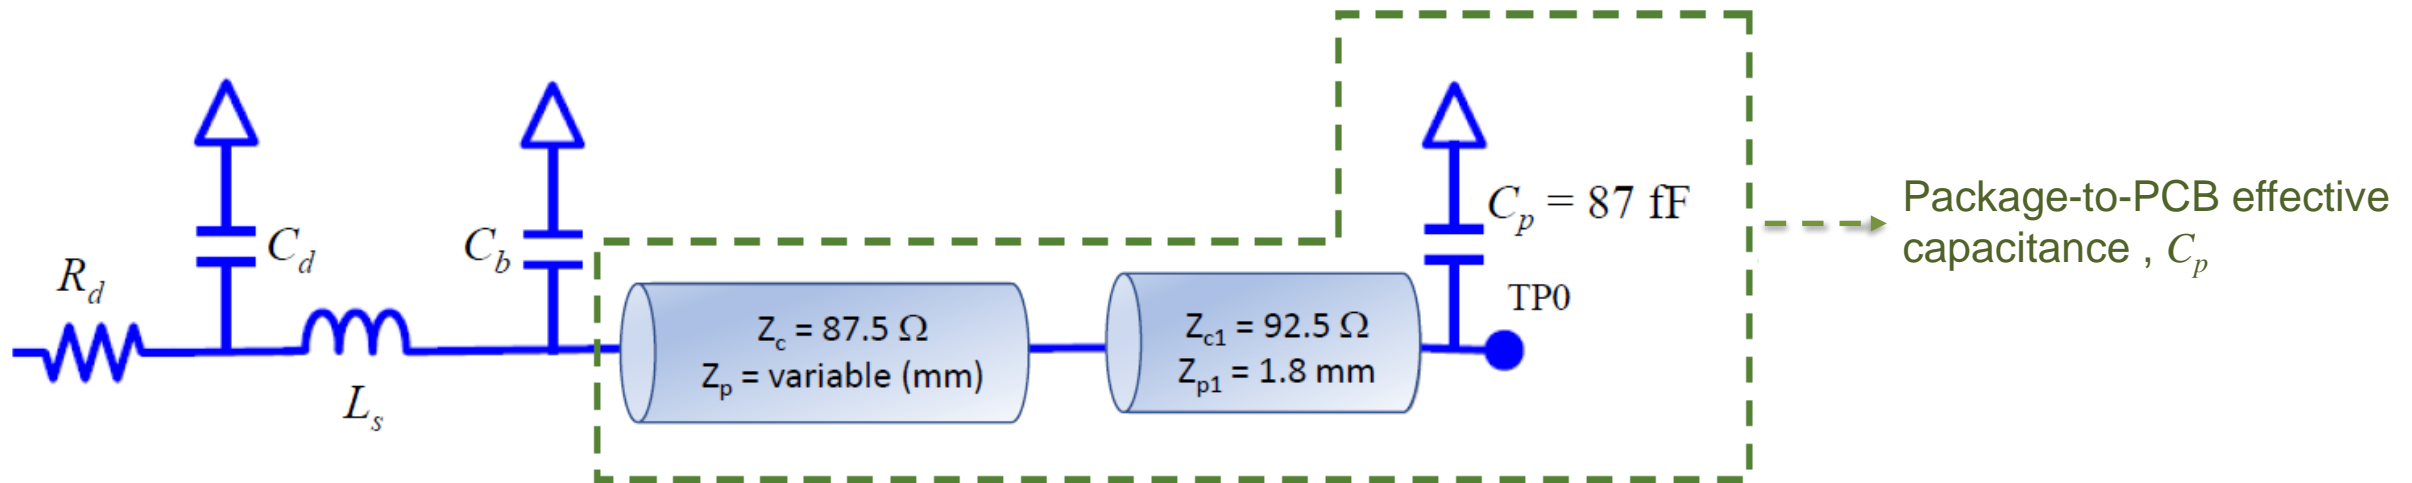 R_d
C_d
L_s
C_b
Z_c = 87.5 Ω
Z_p = variable (mm)
Z_c1 = 92.5 Ω
Z_p1 = 1.8 mm
C_p = 87 fF
TP0
Package-to-PCB effective
capacitance , C_p